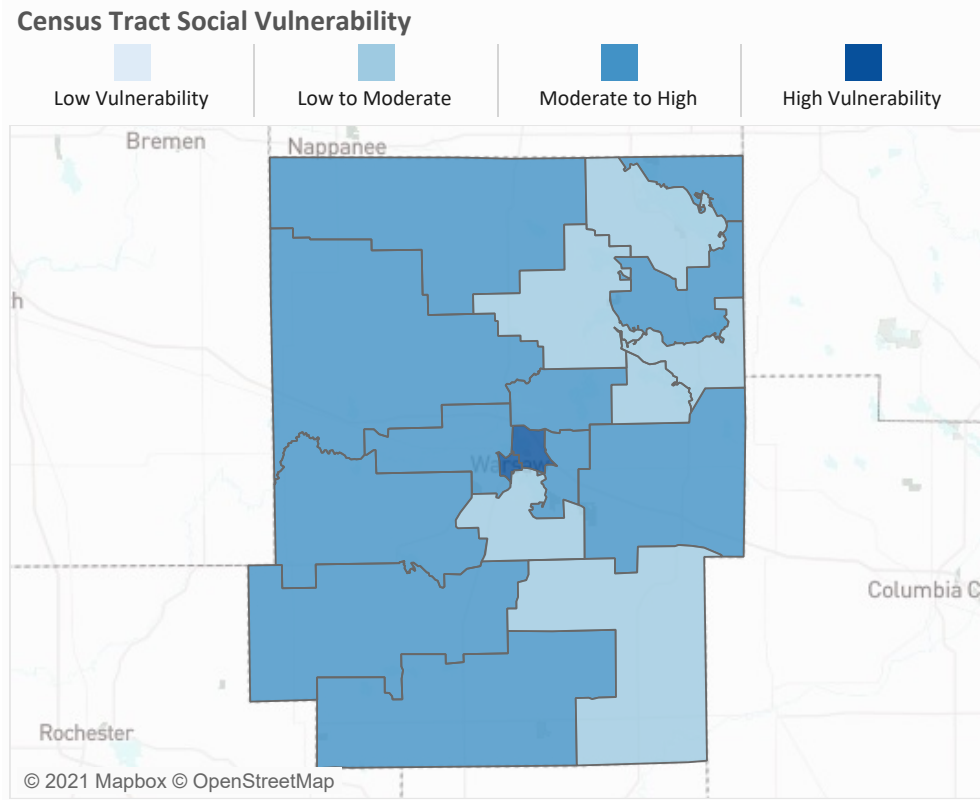 Census Tract Social Vulnerability
Low Vulnerability
Low to Moderate
Moderate to High
High Vulnerability
Bremen
Nappanee
h
Warsaw
Columbia C
Rochester
© 2021 Mapbox © OpenStreetMap